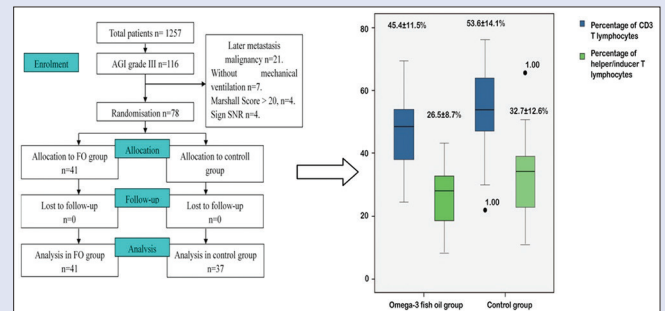 Total patients n= 1257
Enrolment
AGI grade III n=116
Later metastasis
malignancy n=21.
Without mechanical
ventilation n=7.
Marshall Score > 20, n=4.
Sign SNR n=4.
Randomisation n=78
Allocation to FO group
n=41
Allocation
Allocation to controll
group
Lost to follow-up
n=0
Follow-up
Lost to follow-up
n=0
Analysis in FO group
n=41
Analysis
Analysis in control group
n=37
80
60
40
20
0
45.4±11.5%
53.6±14.1%
26.5±8.7%
32.7±12.6%
1.00
1.00
Omega-3 fish oil group
Control group
Percentage of CD3
T lymphocytes
Percentage of
helper/inducer T
lymphocytes